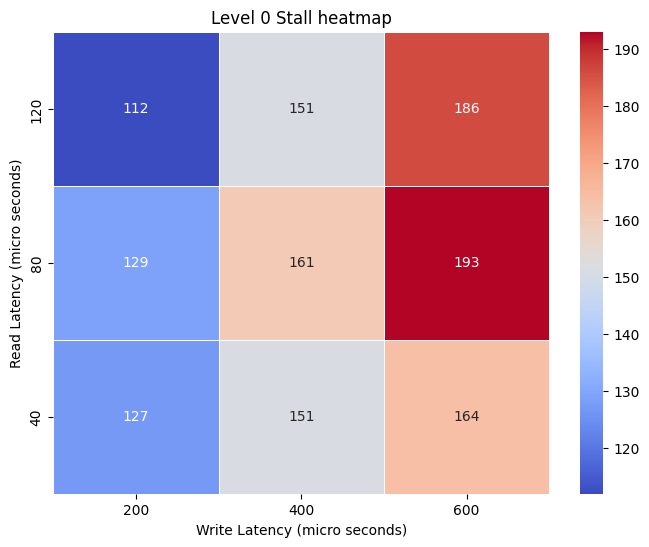 Level 0 Stall heatmap
190
180
170
160
150
140
130
120
120
112 151 186
80
129 161 193
40
127 151 164
200 400 600
Read Latency (micro seconds)
Write Latency (micro seconds)